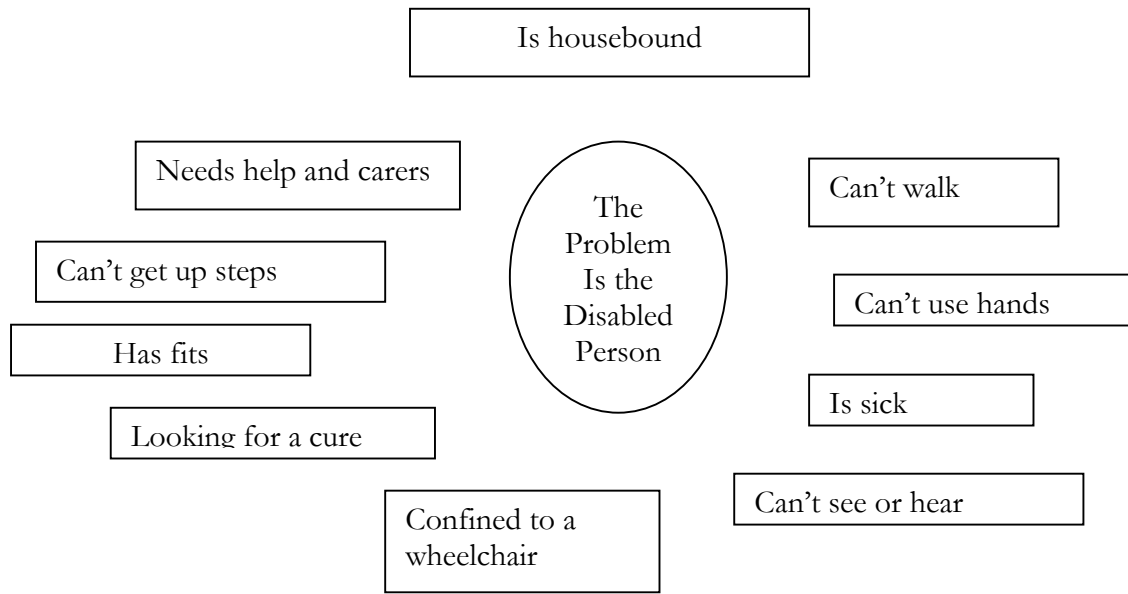 Is housebound
Needs help and carers
Can't get up steps
Has fits
Looking for a cure
The
Problem
Is the
Disabled
Person
Can't walk
Can't use hands
Is sick
Can't see or hear
Confined to a
wheelchair